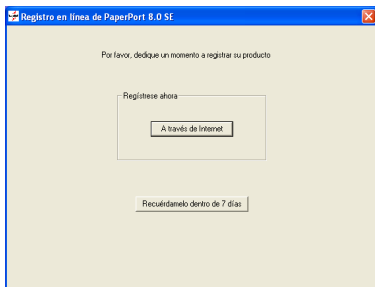 Registro en línea de PaperPort 8.0 SE
Por favor, dedique un momento a registrar su producto
Regístrese ahora
A través de Internet
Recuérdamelo dentro de 7 días